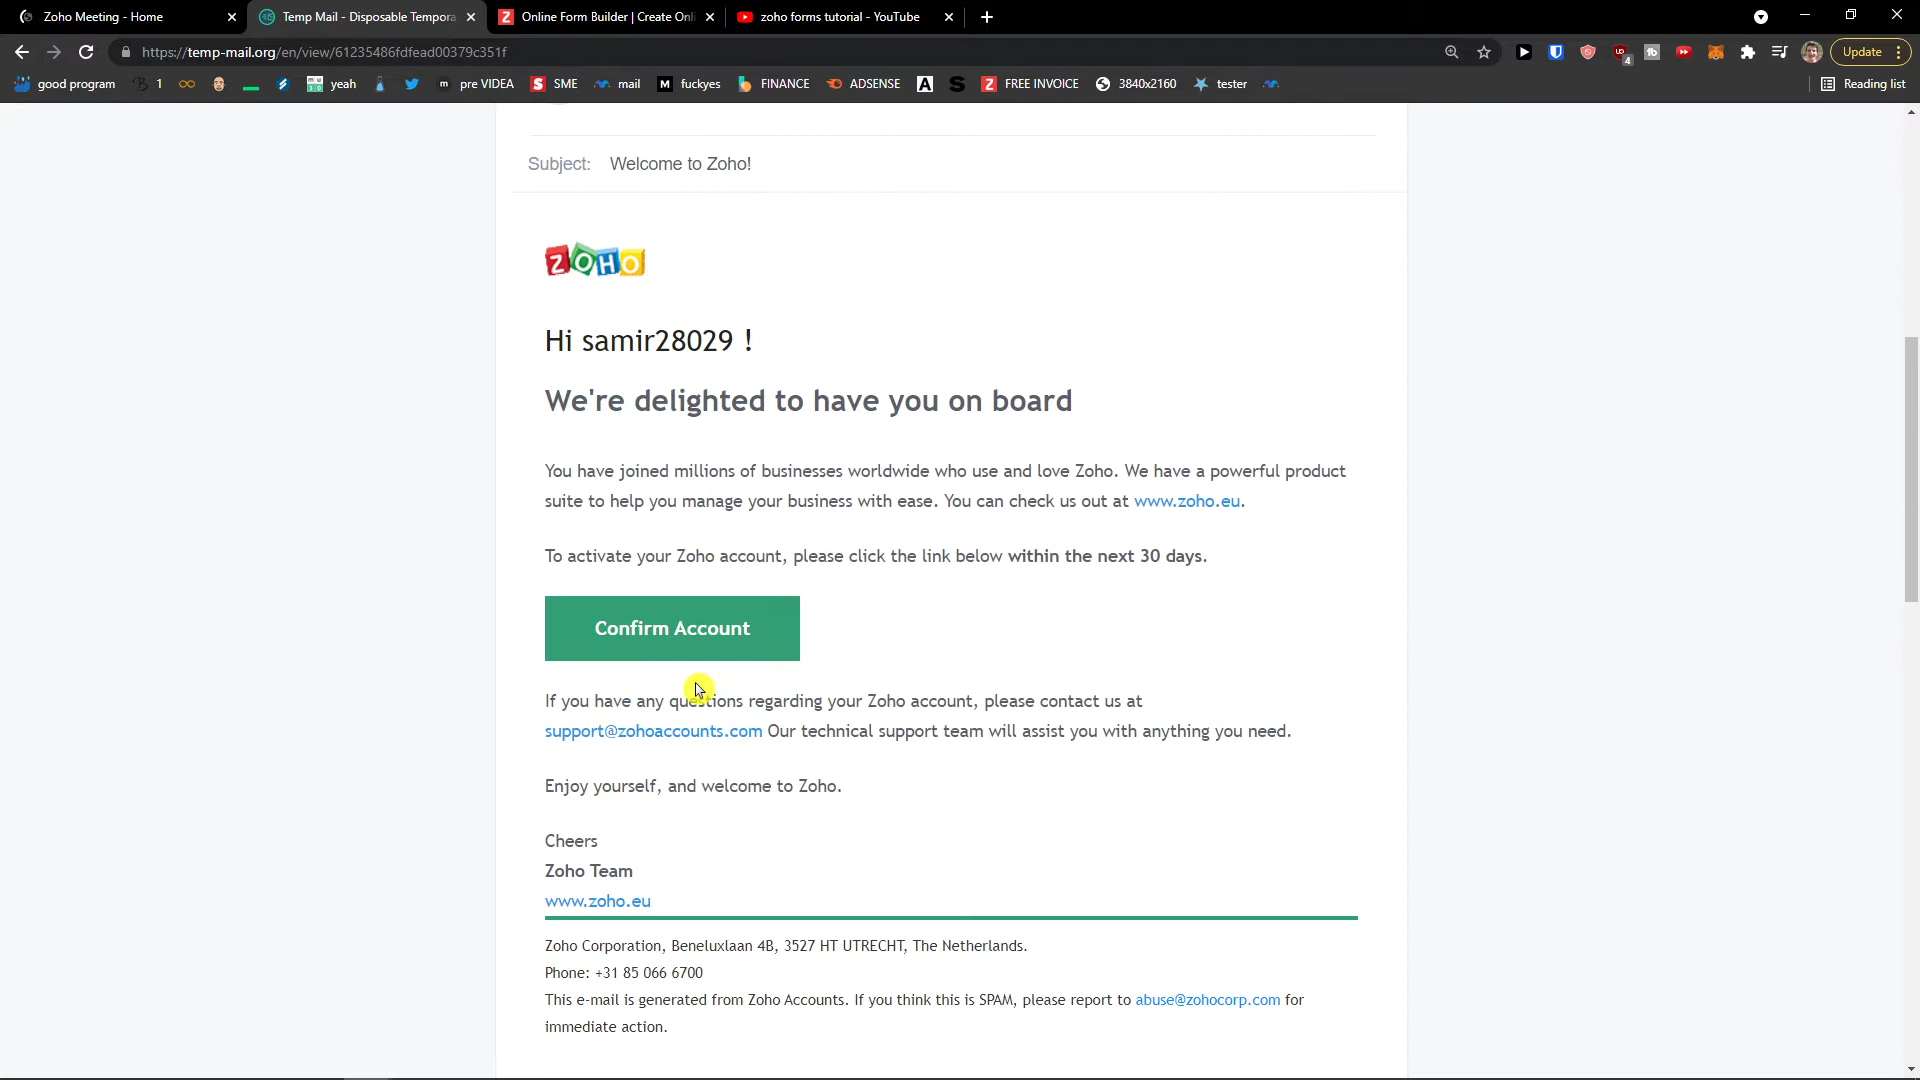 Zoho Meeting - Home
Temp Mail - Disposable Tempora
Online Form Builder | Create Onli
zoho forms tutorial - YouTube
https://temp-mail.org/en/view/61235486fdfead00379c351f
4
Update
good program
1
yeah
m pre VIDEA
SME
mail
M fuckyes
FINANCE
ADSENSE
A
S
FREE INVOICE
3840x2160
tester
Reading list
Subject: Welcome to Zoho!
ZOHO
Hi samir28029 !
We're delighted to have you on board
You have joined millions of businesses worldwide who use and love Zoho. We have a powerful product
suite to help you manage your business with ease. You can check us out at www.zoho.eu.
To activate your Zoho account, please click the link below within the next 30 days.
Confirm Account
If you have any questions regarding your Zoho account, please contact us at
support@zohoaccounts.com Our technical support team will assist you with anything you need.
Enjoy yourself, and welcome to Zoho.
Cheers
Zoho Team
www.zoho.eu
Zoho Corporation, Beneluxlaan 4B, 3527 HT UTRECHT, The Netherlands.
Phone: +31 85 066 6700
This e-mail is generated from Zoho Accounts. If you think this is SPAM, please report to abuse@zohocorp.com for
immediate action.